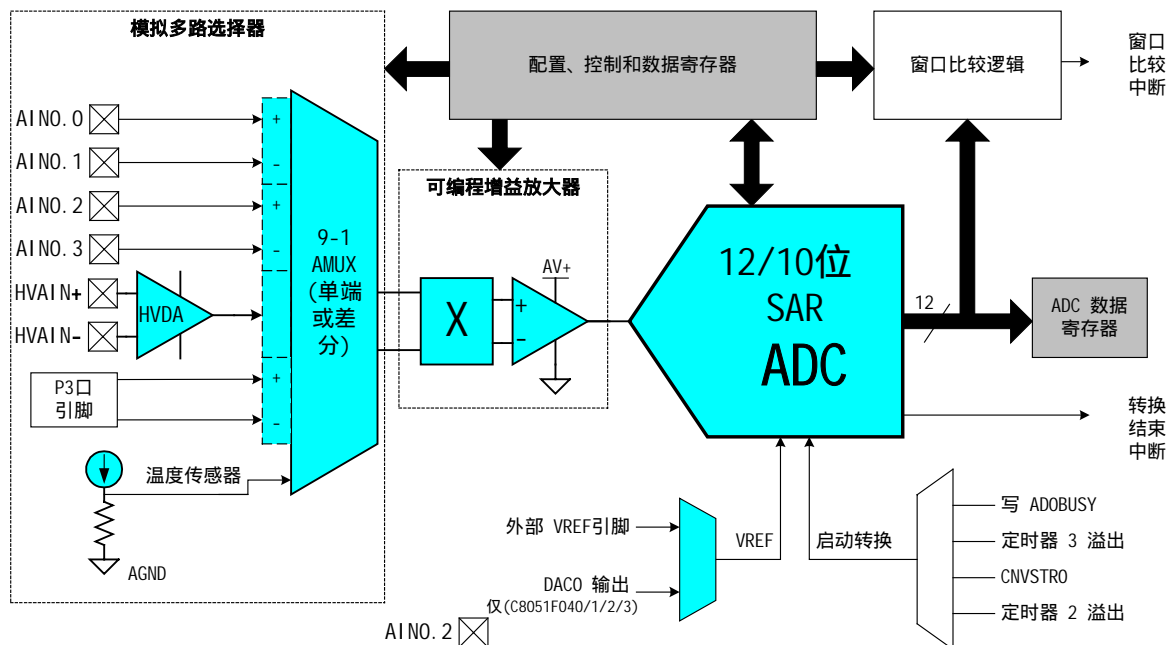 模拟多路选择器
配置、控制和数据寄存器
窗口比较逻辑
窗口
比较
中断
AIN0.0
AIN0.1
AIN0.2
AIN0.3
HVAIN+
HVAIN-
HVDA
P3口
引脚
温度传感器
AGND
+
-
+
-
+
-
9-1
AMUX
(单端
或差
分)
可编程增益放大器
X
AV+
+
-
12/10位
SAR
ADC
12
ADC 数据
寄存器
转换
结束
中断
外部 VREF引脚
DAC0 输出
仅(C8051F040/1/2/3)
VREF
启动转换
写 AD0BUSY
定时器 3 溢出
CNVSTR0
定时器 2 溢出
AIN0.2